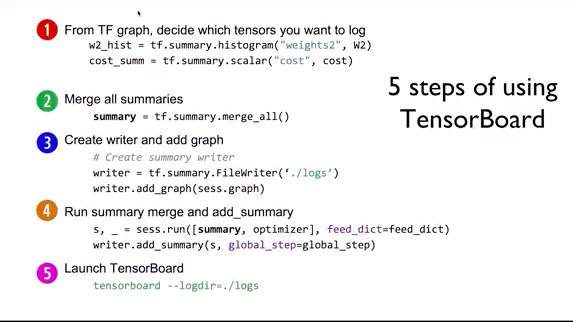 1 From TF graph, decide which tensors you want to log
w2_hist = tf.summary.histogram("weights2", W2)
cost_summ = tf.summary.scalar("cost", cost)
5 steps of using
TensorBoard
2 Merge all summaries
summary = tf.summary.merge_all()
3 Create writer and add graph
# Create summary writer
writer = tf.summary.FileWriter(‘./logs’)
writer.add_graph(sess.graph)
4 Run summary merge and add_summary
s, _ = sess.run([summary, optimizer], feed_dict=feed_dict)
writer.add_summary(s, global_step=global_step)
5 Launch TensorBoard
tensorboard --logdir=./logs